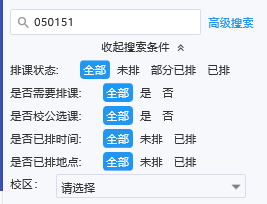 050151 高级搜索
收起搜索条件
排课状态: 全部 未排 部分已排 已排
是否需要排课: 全部 是 否
是否校公选课: 全部 是 否
是否已排时间: 全部 未排 已排
是否已排地点: 全部 未排 已排
校区: 请选择